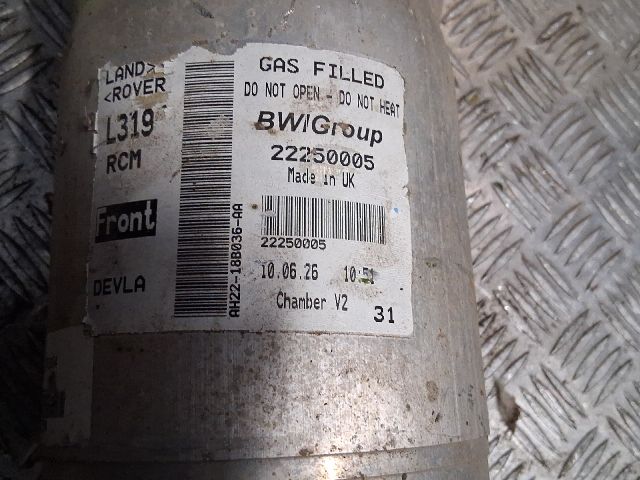 LAND>
<ROVER
L319
RCM
Front
DEVLA
AH22-18B036-AA
GAS FILLED
DO NOT OPEN - DO NOT HEAT
BWIGroup
22250005
Made in UK
22250005
10.06.26 10:51
Chamber V2 31